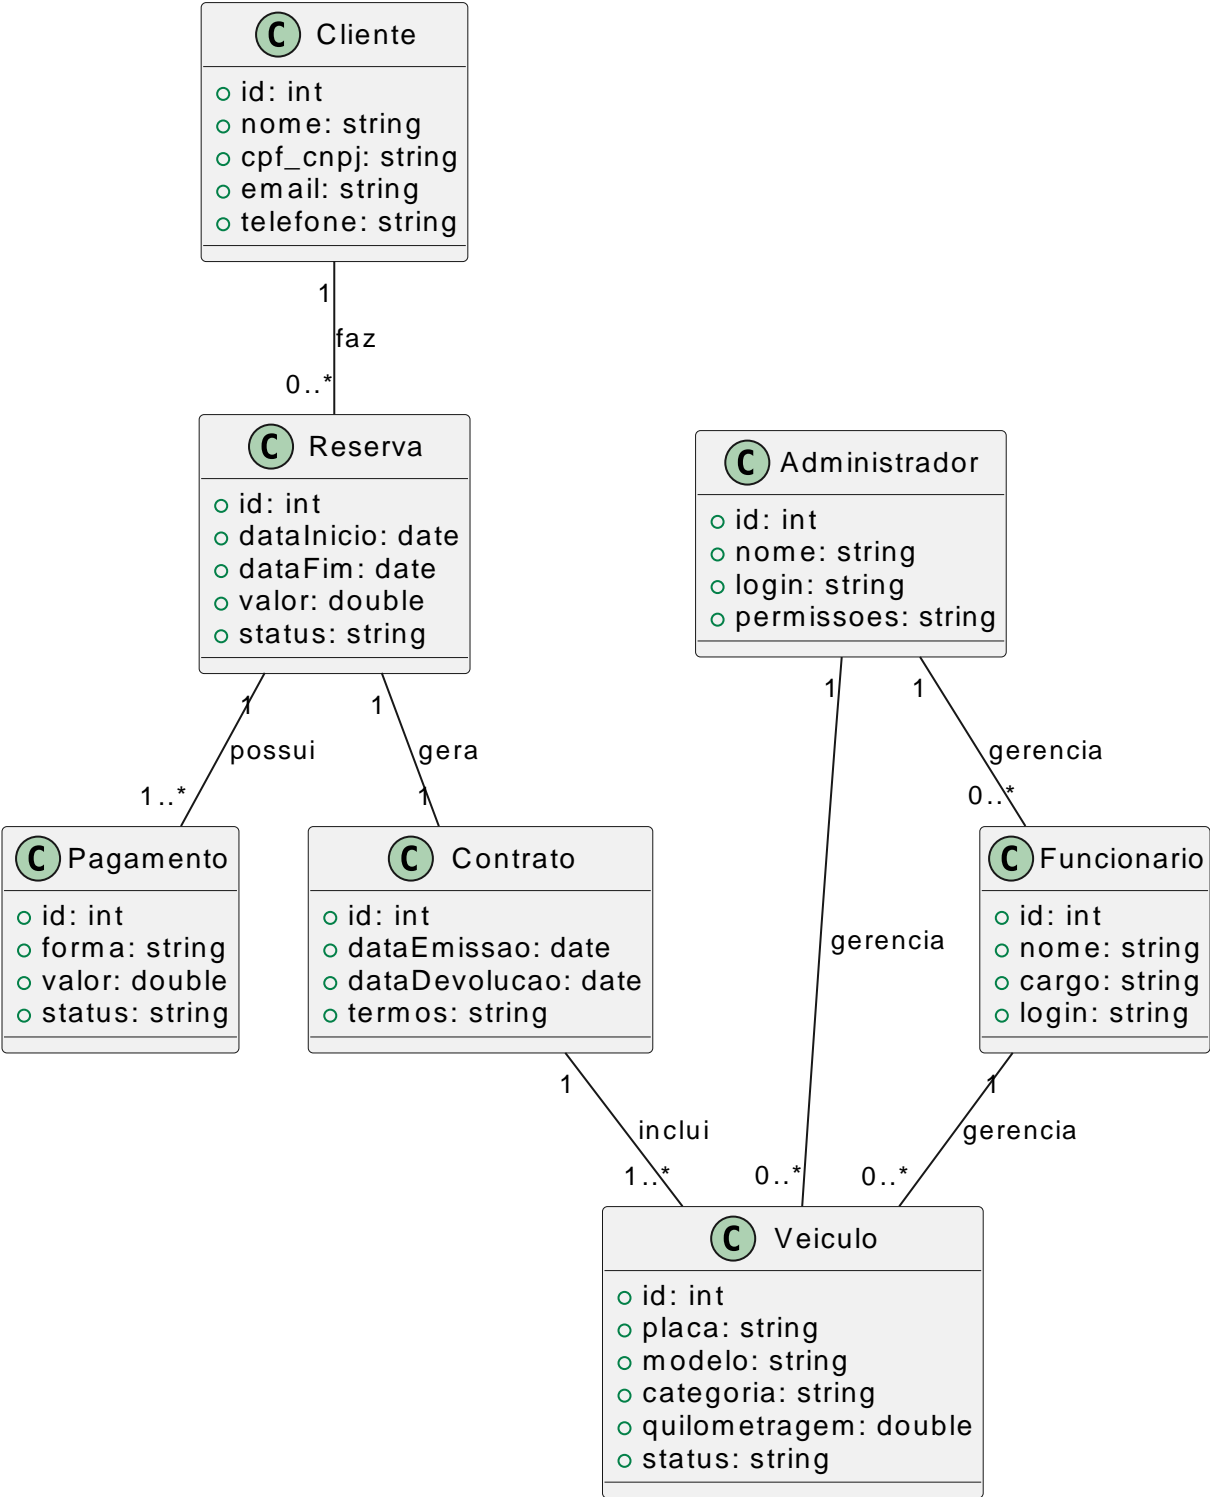 C Cliente
id: int
nome: string
cpf_cnpj: string
email: string
telefone: string
1
faz
0..*
C Reserva
id: int
dataInicio: date
dataFim: date
valor: double
status: string
C Administrador
id: int
nome: string
login: string
permissoes: string
1
1
1
1
possui
gera
gerencia
1..*
1
0..*
C Pagamento
id: int
forma: string
valor: double
status: string
C Contrato
id: int
dataEmissao: date
dataDevolucao: date
termos: string
gerencia
C Funcionario
id: int
nome: string
cargo: string
login: string
1
1
inclui
gerencia
1..*
0..*
0..*
C Veiculo
id: int
placa: string
modelo: string
categoria: string
quilometragem: double
status: string